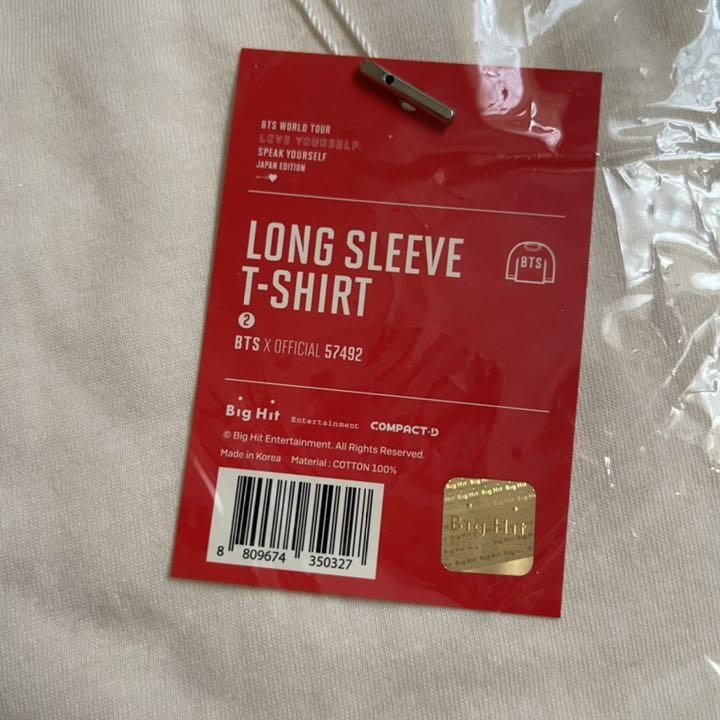 BTS WORLD TOUR
LOVE YOURSELF
SPEAK YOURSELF
JAPAN EDITION
LONG SLEEVE
T-SHIRT
BTS
2
BTS X OFFICIAL 57492
Big Hit Entertainment COMPACT·D
© Big Hit Entertainment. All Rights Reserved.
Made in Korea Material : COTTON 100%
8 809674 350327
Big Hit